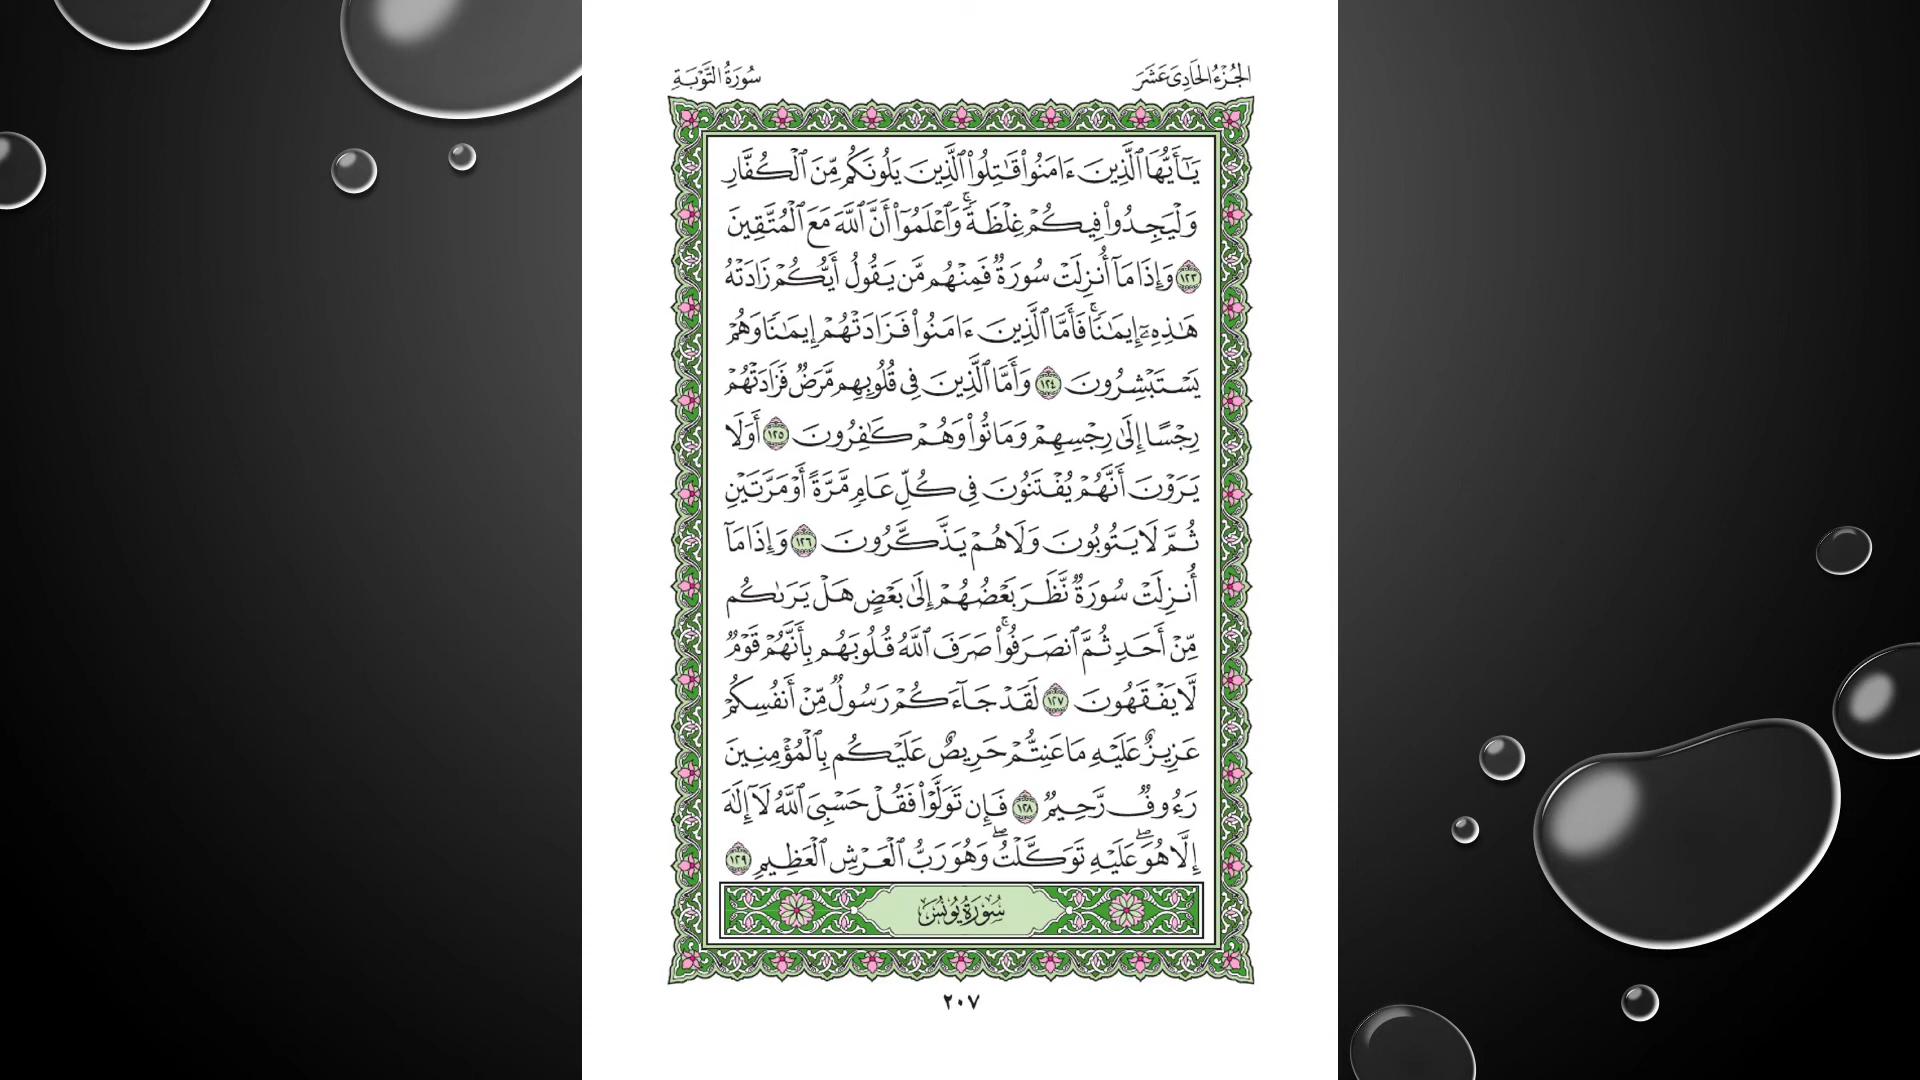 الجُزْءُ الحَادِيَ عَشَرَ
سُورَةُ التَّوْبَةِ
يَٰٓأَيُّهَا ٱلَّذِينَ ءَامَنُوا۟ قَٰتِلُوا۟ ٱلَّذِينَ يَلُونَكُم مِّنَ ٱلْكُفَّارِ
وَلْيَجِدُوا۟ فِيكُمْ غِلْظَةًۚ وَٱعْلَمُوٓا۟ أَنَّ ٱللَّهَ مَعَ ٱلْمُتَّقِينَ
١٢٣ وَإِذَا مَآ أُنزِلَتْ سُورَةٌ فَمِنْهُم مَّن يَقُولُ أَيُّكُمْ زَادَتْهُ
هَٰذِهِۦٓ إِيمَٰنًاۚ فَأَمَّا ٱلَّذِينَ ءَامَنُوا۟ فَزَادَتْهُمْ إِيمَٰنًا وَهُمْ
يَسْتَبْشِرُونَ ١٢٤ وَأَمَّا ٱلَّذِينَ فِى قُلُوبِهِم مَّرَضٌ فَزَادَتْهُمْ
رِجْسًا إِلَىٰ رِجْسِهِمْ وَمَاتُوا۟ وَهُمْ كَٰفِرُونَ ١٢٥ أَوَلَا
يَرَوْنَ أَنَّهُمْ يُفْتَنُونَ فِى كُلِّ عَامٍ مَّرَّةً أَوْ مَرَّتَيْنِ
ثُمَّ لَا يَتُوبُونَ وَلَا هُمْ يَذَّكَّرُونَ ١٢٦ وَإِذَا مَآ
أُنزِلَتْ سُورَةٌ نَّظَرَ بَعْضُهُمْ إِلَىٰ بَعْضٍ هَلْ يَرَىٰكُم
مِّنْ أَحَدٍ ثُمَّ ٱنصَرَفُوا۟ۚ صَرَفَ ٱللَّهُ قُلُوبَهُم بِأَنَّهُمْ قَوْمٌ
لَّا يَفْقَهُونَ ١٢٧ لَقَدْ جَآءَكُمْ رَسُولٌ مِّنْ أَنفُسِكُمْ
عَزِيزٌ عَلَيْهِ مَا عَنِتُّمْ حَرِيصٌ عَلَيْكُم بِٱلْمُؤْمِنِينَ
رَءُوفٌ رَّحِيمٌ ١٢٨ فَإِن تَوَلَّوْا۟ فَقُلْ حَسْبِىَ ٱللَّهُ لَآ إِلَٰهَ
إِلَّا هُوَۖ عَلَيْهِ تَوَكَّلْتُۖ وَهُوَ رَبُّ ٱلْعَرْشِ ٱلْعَظِيمِ ١٢٩
سُورَةُ يُونُسَ
٢٠٧